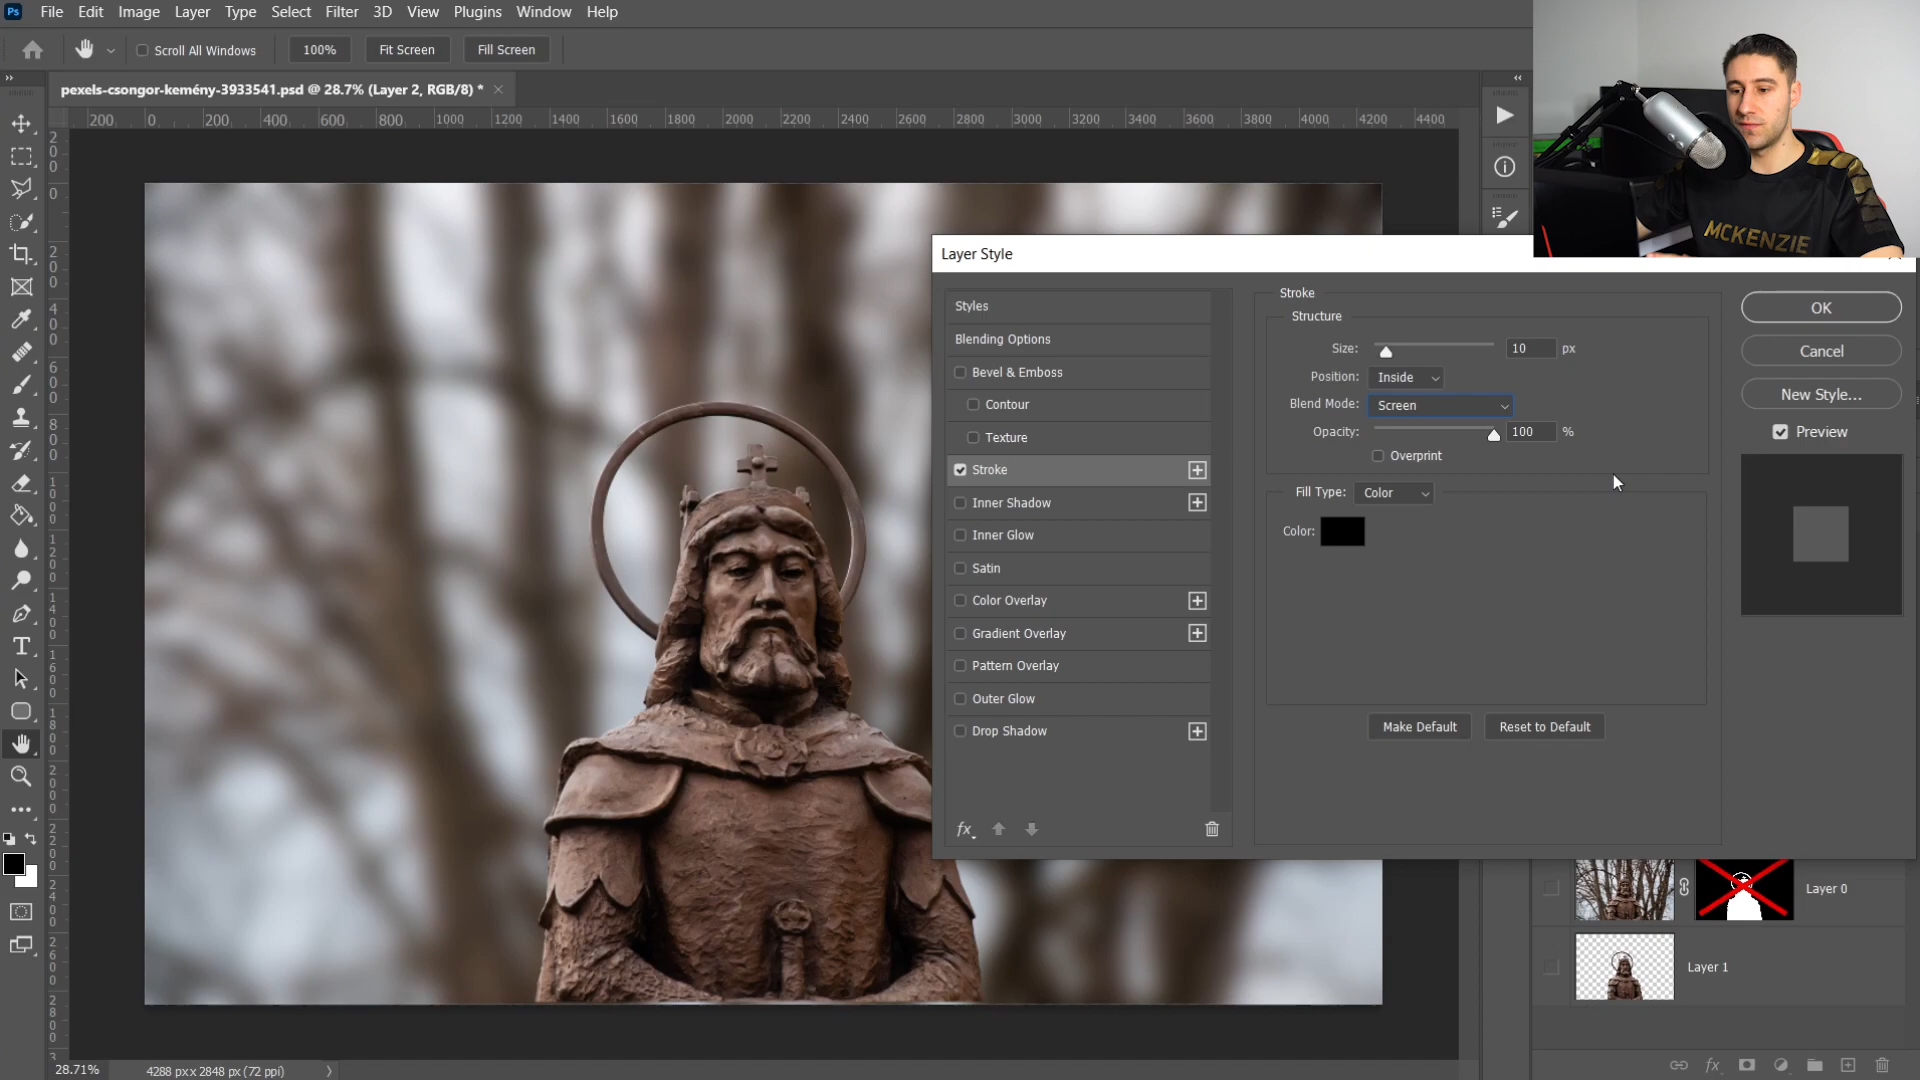 Ps File Edit Image Layer Type Select Filter 3D View Plugins Window Help
Scroll All Windows 100% Fit Screen Fill Screen
pexels-csongor-kemény-3933541.psd @ 28.7% (Layer 2, RGB/8) * ×
200 0 200 400 600 800 1000 1200 1400 1600 1800 2000 2200 2400 2600 2800 3000 3200 3400 3600 3800 4000 4200 4400
MCKENZIE
Layer Style
Styles
Blending Options
Bevel & Emboss
Contour
Texture
Stroke
Inner Shadow
Inner Glow
Satin
Color Overlay
Gradient Overlay
Pattern Overlay
Outer Glow
Drop Shadow
fx
Stroke
Structure
Size: 10 px
Position: Inside
Blend Mode: Screen
Opacity: 100 %
Overprint
Fill Type: Color
Color:
Make Default Reset to Default
OK
Cancel
New Style...
Preview
Layer 0
Layer 1
fx
28.71% 4288 px x 2848 px (72 ppi)